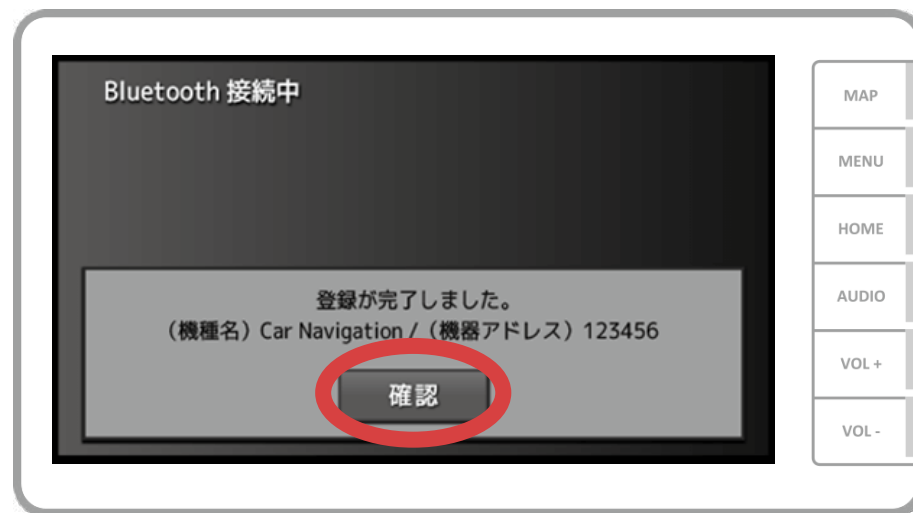 Bluetooth 接続中
登録が完了しました。
（機種名）Car Navigation /（機器アドレス）123456
確認
MAP
MENU
HOME
AUDIO
VOL +
VOL -